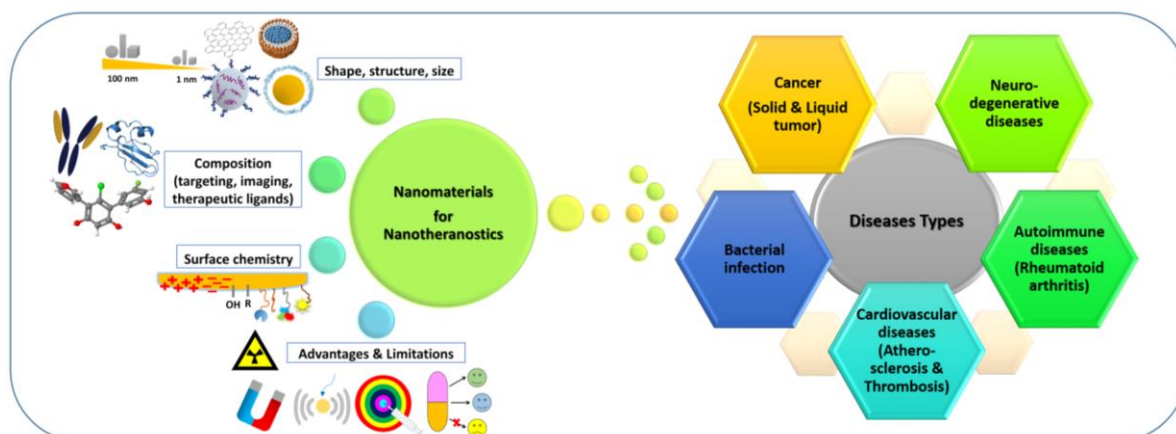 100 nm
1 nm
Shape, structure, size
Composition
(targeting, imaging,
therapeutic ligands)
Surface chemistry
OH R
Advantages & Limitations
Nanomaterials
for
Nanotheranostics
Cancer
(Solid & Liquid
tumor)
Neuro-
degenerative
diseases
Diseases Types
Bacterial
infection
Autoimmune
diseases
(Rheumatoid
arthritis)
Cardiovascular
diseases
(Athero-
sclerosis &
Thrombosis)